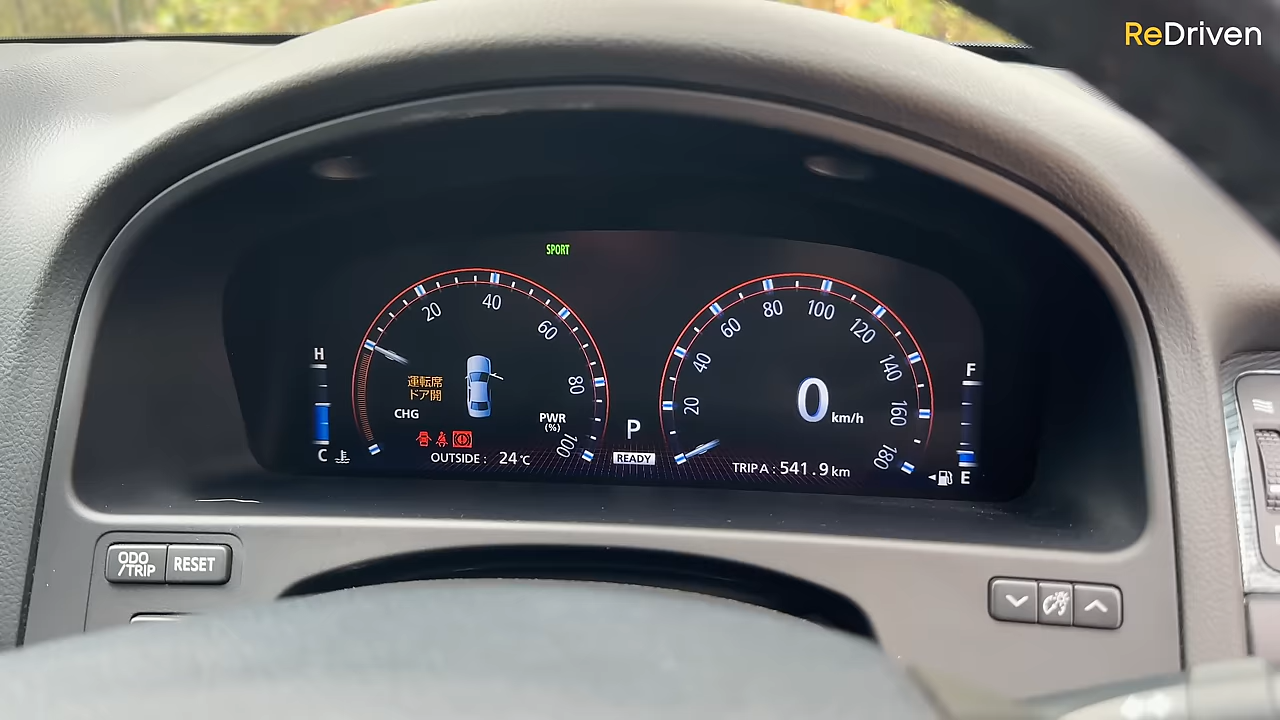 ReDriven
SPORT
20
40
60
80
100
H
C
運転席
ドア開
CHG
PWR
(%)
OUTSIDE : 24℃
P
READY
20
40
60
80
100
120
140
160
180
0 km/h
TRIP A : 541.9 km
F
E
ODO
/TRIP
RESET